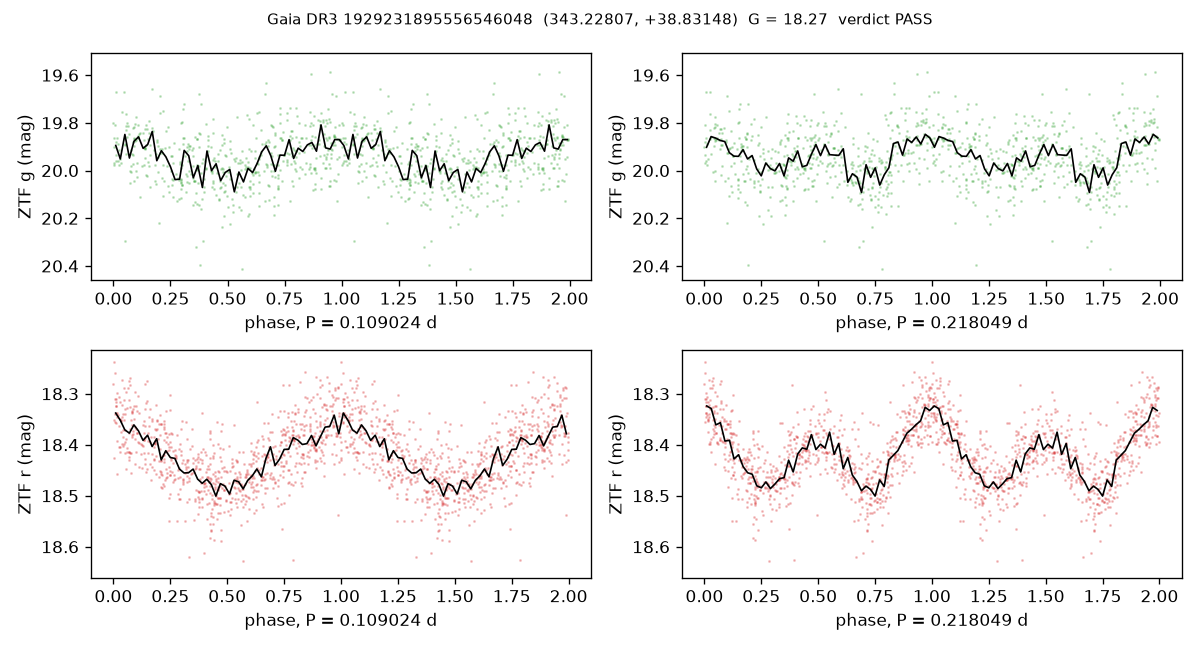 Gaia DR3 1929231895556546048 (343.22807, +38.83148) G = 18.27 verdict PASS
ZTF g (mag)
19.6
19.8
20.0
20.2
20.4
0.00 0.25 0.50 0.75 1.00 1.25 1.50 1.75 2.00
phase, P = 0.109024 d
ZTF g (mag)
19.6
19.8
20.0
20.2
20.4
0.00 0.25 0.50 0.75 1.00 1.25 1.50 1.75 2.00
phase, P = 0.218049 d
ZTF r (mag)
18.3
18.4
18.5
18.6
0.00 0.25 0.50 0.75 1.00 1.25 1.50 1.75 2.00
phase, P = 0.109024 d
ZTF r (mag)
18.3
18.4
18.5
18.6
0.00 0.25 0.50 0.75 1.00 1.25 1.50 1.75 2.00
phase, P = 0.218049 d